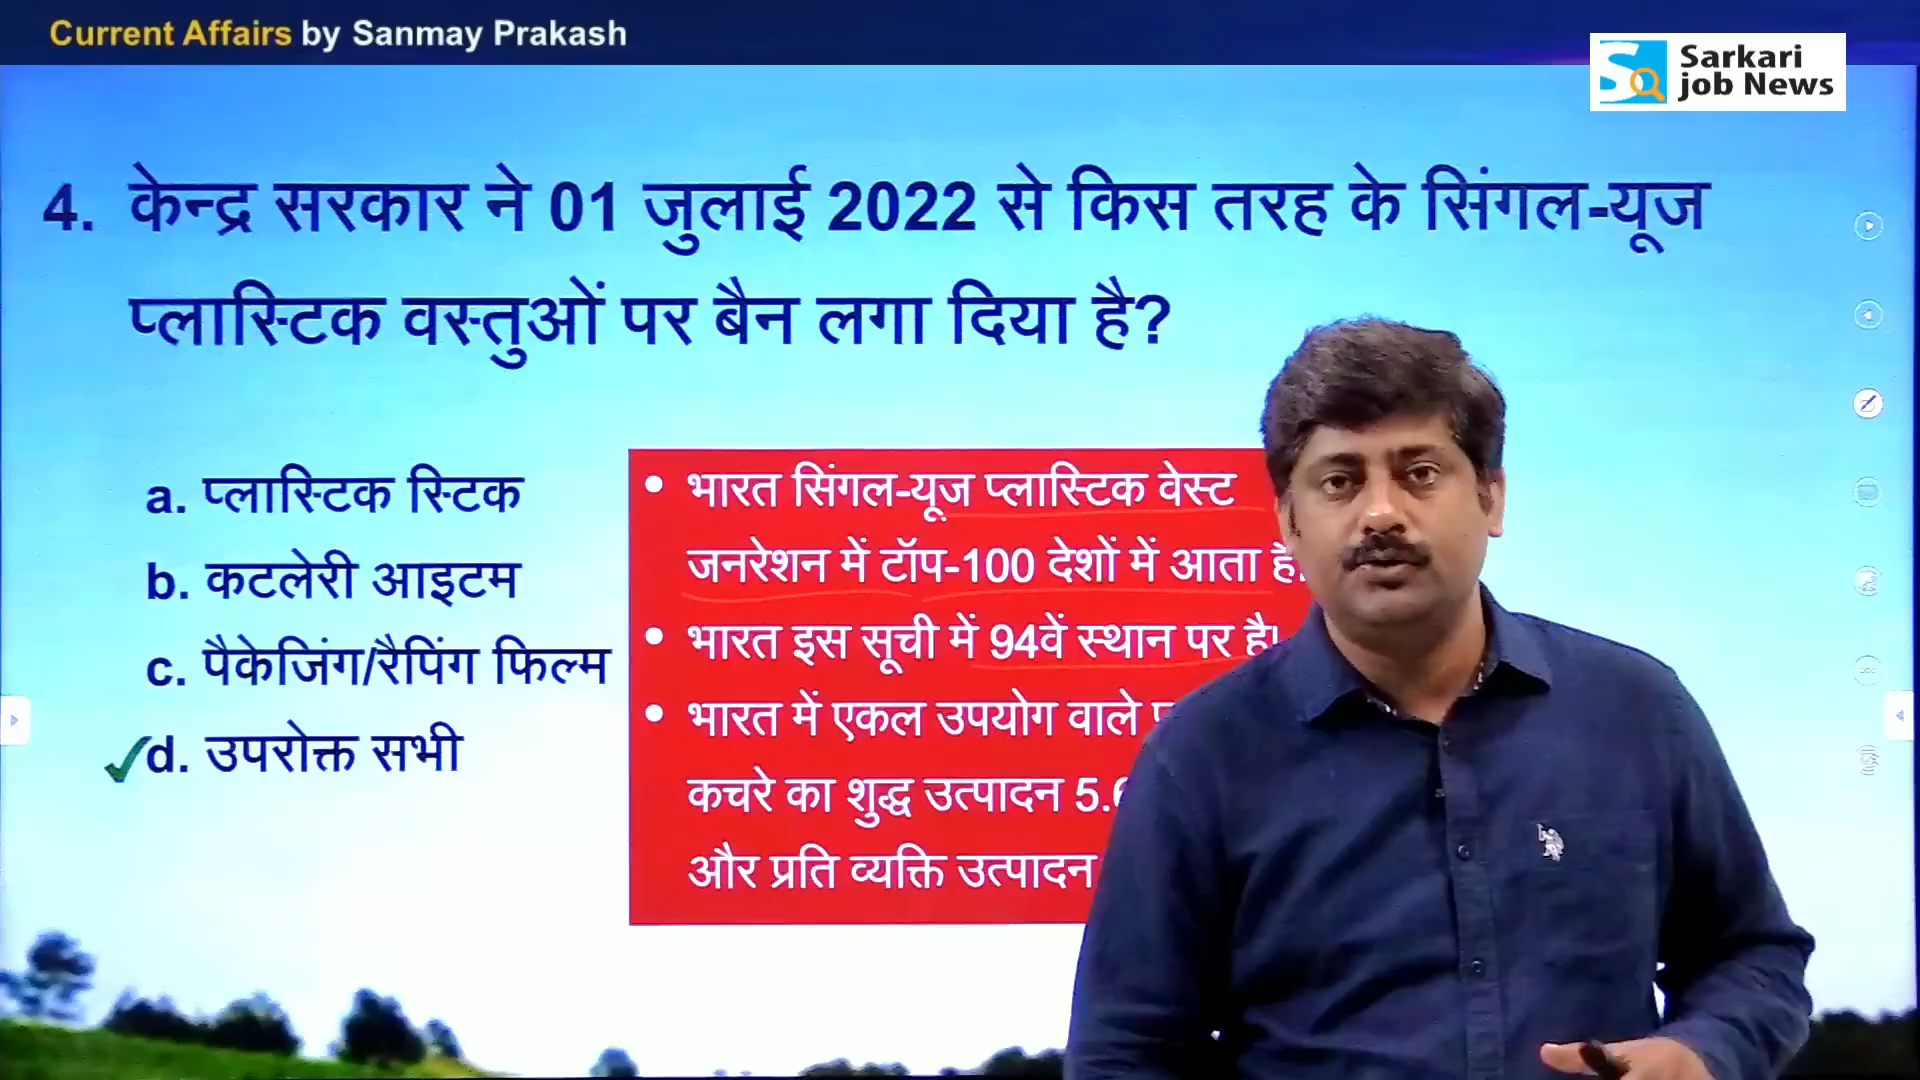 Current Affairs by Sanmay Prakash
Sarkari
job News
4. केन्द्र सरकार ने 01 जुलाई 2022 से किस तरह के सिंगल-यूज
प्लास्टिक वस्तुओं पर बैन लगा दिया है?
a. प्लास्टिक स्टिक
b. कटलेरी आइटम
c. पैकेजिंग/रैपिंग फिल्म
d. उपरोक्त सभी
• भारत सिंगल-यूज प्लास्टिक वेस्ट
जनरेशन में टॉप-100 देशों में आता है.
• भारत इस सूची में 94वें स्थान पर है।
• भारत में एकल उपयोग वाले
कचरे का शुद्ध उत्पादन
और प्रति व्यक्ति उत्पादन